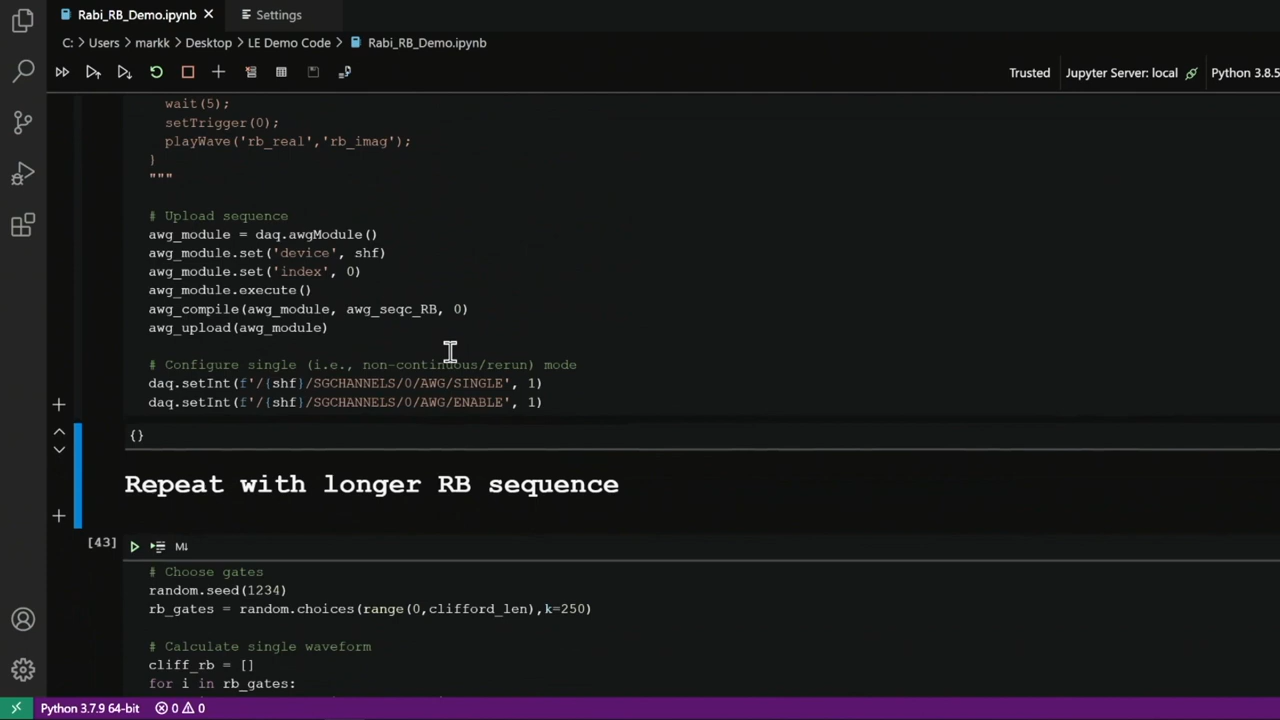 Rabi_RB_Demo.ipynb
Settings
C: > Users > markk > Desktop > LE Demo Code > Rabi_RB_Demo.ipynb
Trusted
Jupyter Server: local
Python 3.8.5
wait(5);
setTrigger(0);
playWave('rb_real','rb_imag');
}
"""
# Upload sequence
awg_module = daq.awgModule()
awg_module.set('device', shf)
awg_module.set('index', 0)
awg_module.execute()
awg_compile(awg_module, awg_seqc_RB, 0)
awg_upload(awg_module)
# Configure single (i.e., non-continuous/rerun) mode
daq.setInt(f'/{shf}/SGCHANNELS/0/AWG/SINGLE', 1)
daq.setInt(f'/{shf}/SGCHANNELS/0/AWG/ENABLE', 1)
{}
Repeat with longer RB sequence
[43]
M↓
# Choose gates
random.seed(1234)
rb_gates = random.choices(range(0,clifford_len),k=250)
# Calculate single waveform
cliff_rb = []
for i in rb_gates:
Python 3.7.9 64-bit
0
0